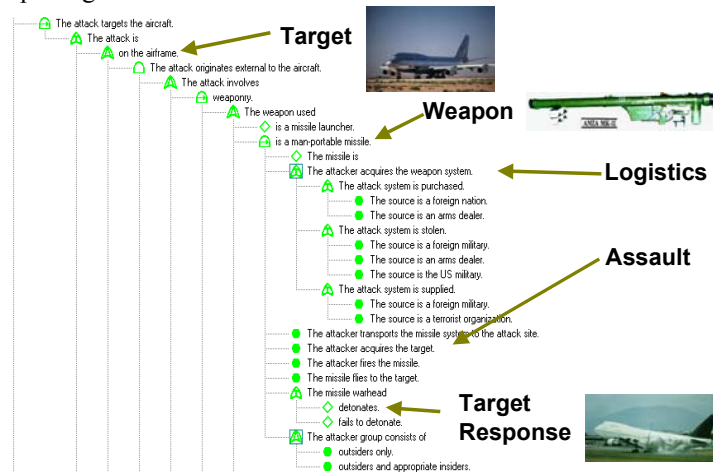 The attack targets the aircraft.
The attack is
on the airframe.
The attack originates external to the aircraft.
The attack involves
weaponry.
The weapon used
is a missile launcher.
is a man-portable missile.
The missile is
The attacker acquires the weapon system.
The attack system is purchased.
The source is a foreign nation.
The source is an arms dealer.
The attack system is stolen.
The source is a foreign military.
The source is an arms dealer.
The source is the US military.
The attack system is supplied.
The source is a foreign military.
The source is a terrorist organization.
The attacker transports the missile system to the attack site.
The attacker acquires the target.
The attacker fires the missile.
The missile flies to the target.
The missile warhead
detonates.
fails to detonate.
The attacker group consists of
outsiders only.
outsiders and appropriate insiders.
Target
Weapon
ANZA MK-II
Logistics
Assault
Target
Response